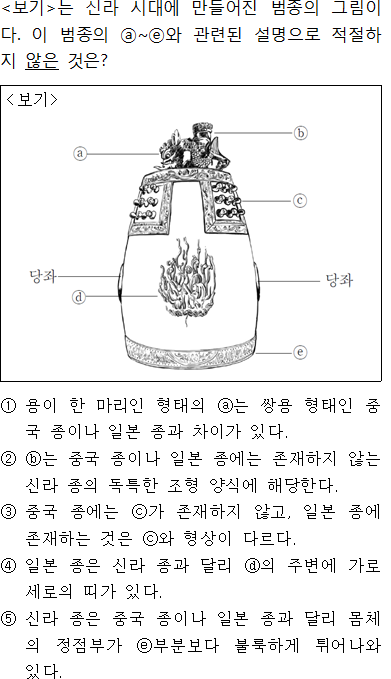 <보기>는 신라 시대에 만들어진 범종의 그림이
다. 이 범종의 ⓐ~ⓔ와 관련된 설명으로 적절하
지 않은 것은?
<보기>
ⓐ
ⓑ
ⓒ
당좌
당좌
ⓓ
ⓔ
① 용이 한 마리인 형태의 ⓐ는 쌍용 형태인 중
국 종이나 일본 종과 차이가 있다.
② ⓑ는 중국 종이나 일본 종에는 존재하지 않는
신라 종의 독특한 조형 양식에 해당한다.
③ 중국 종에는 ⓒ가 존재하지 않고, 일본 종에
존재하는 것은 ⓒ와 형상이 다르다.
④ 일본 종은 신라 종과 달리 ⓓ의 주변에 가로
세로의 띠가 있다.
⑤ 신라 종은 중국 종이나 일본 종과 달리 몸체
의 정점부가 ⓔ부분보다 불룩하게 튀어나와
있다.